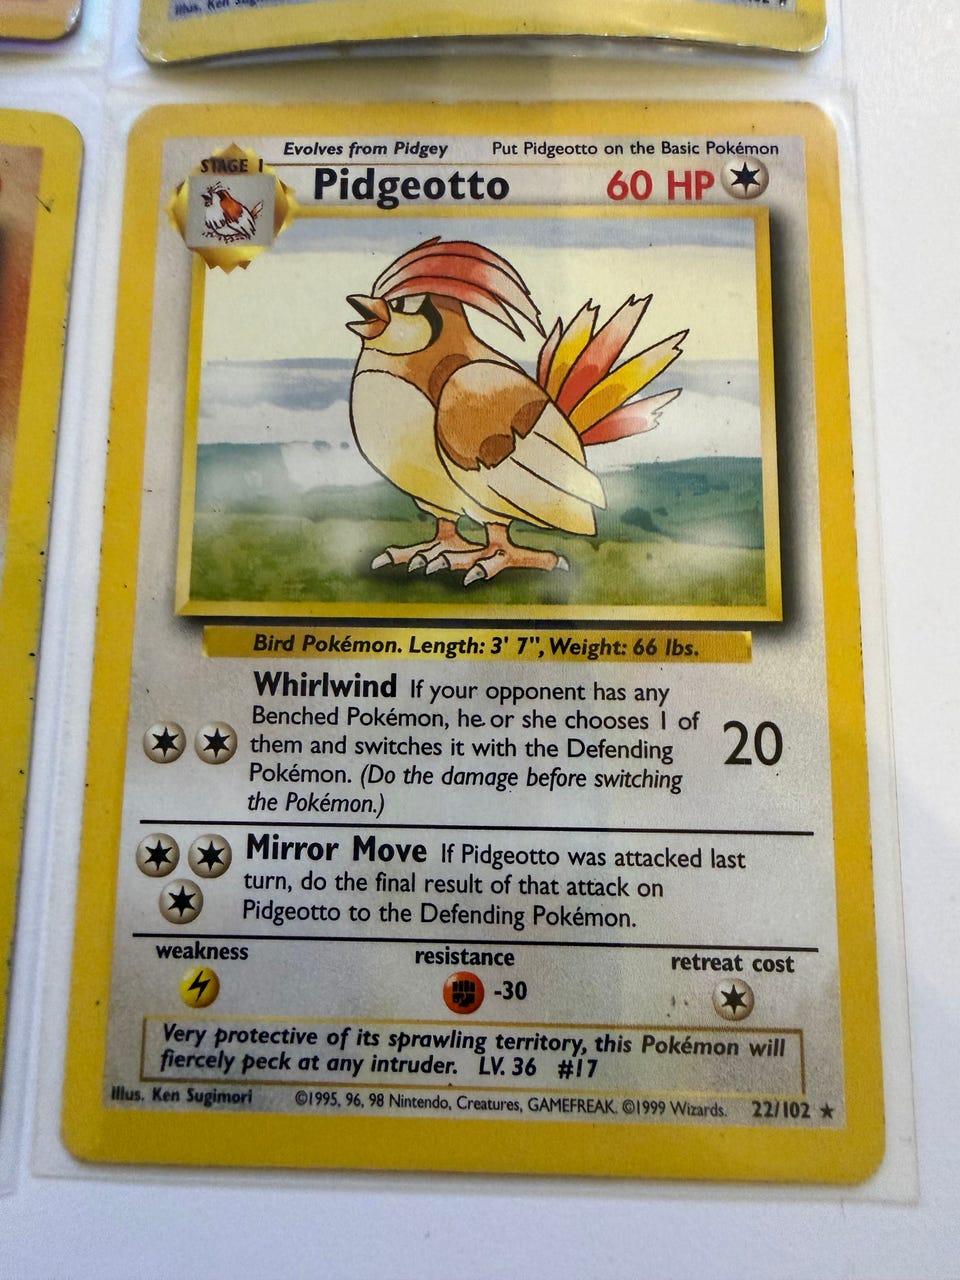 Illus. Ken
Evolves from Pidgey Put Pidgeotto on the Basic Pokémon
STAGE 1
Pidgeotto 60 HP
Bird Pokémon. Length: 3' 7", Weight: 66 lbs.
Whirlwind If your opponent has any
Benched Pokémon, he or she chooses 1 of
them and switches it with the Defending
Pokémon. (Do the damage before switching
the Pokémon.)
20
Mirror Move If Pidgeotto was attacked last
turn, do the final result of that attack on
Pidgeotto to the Defending Pokémon.
weakness resistance retreat cost
-30
Very protective of its sprawling territory, this Pokémon will
fiercely peck at any intruder. LV. 36 #17
Illus. Ken Sugimori ©1995, 96, 98 Nintendo, Creatures, GAMEFREAK. ©1999 Wizards. 22/102 ★